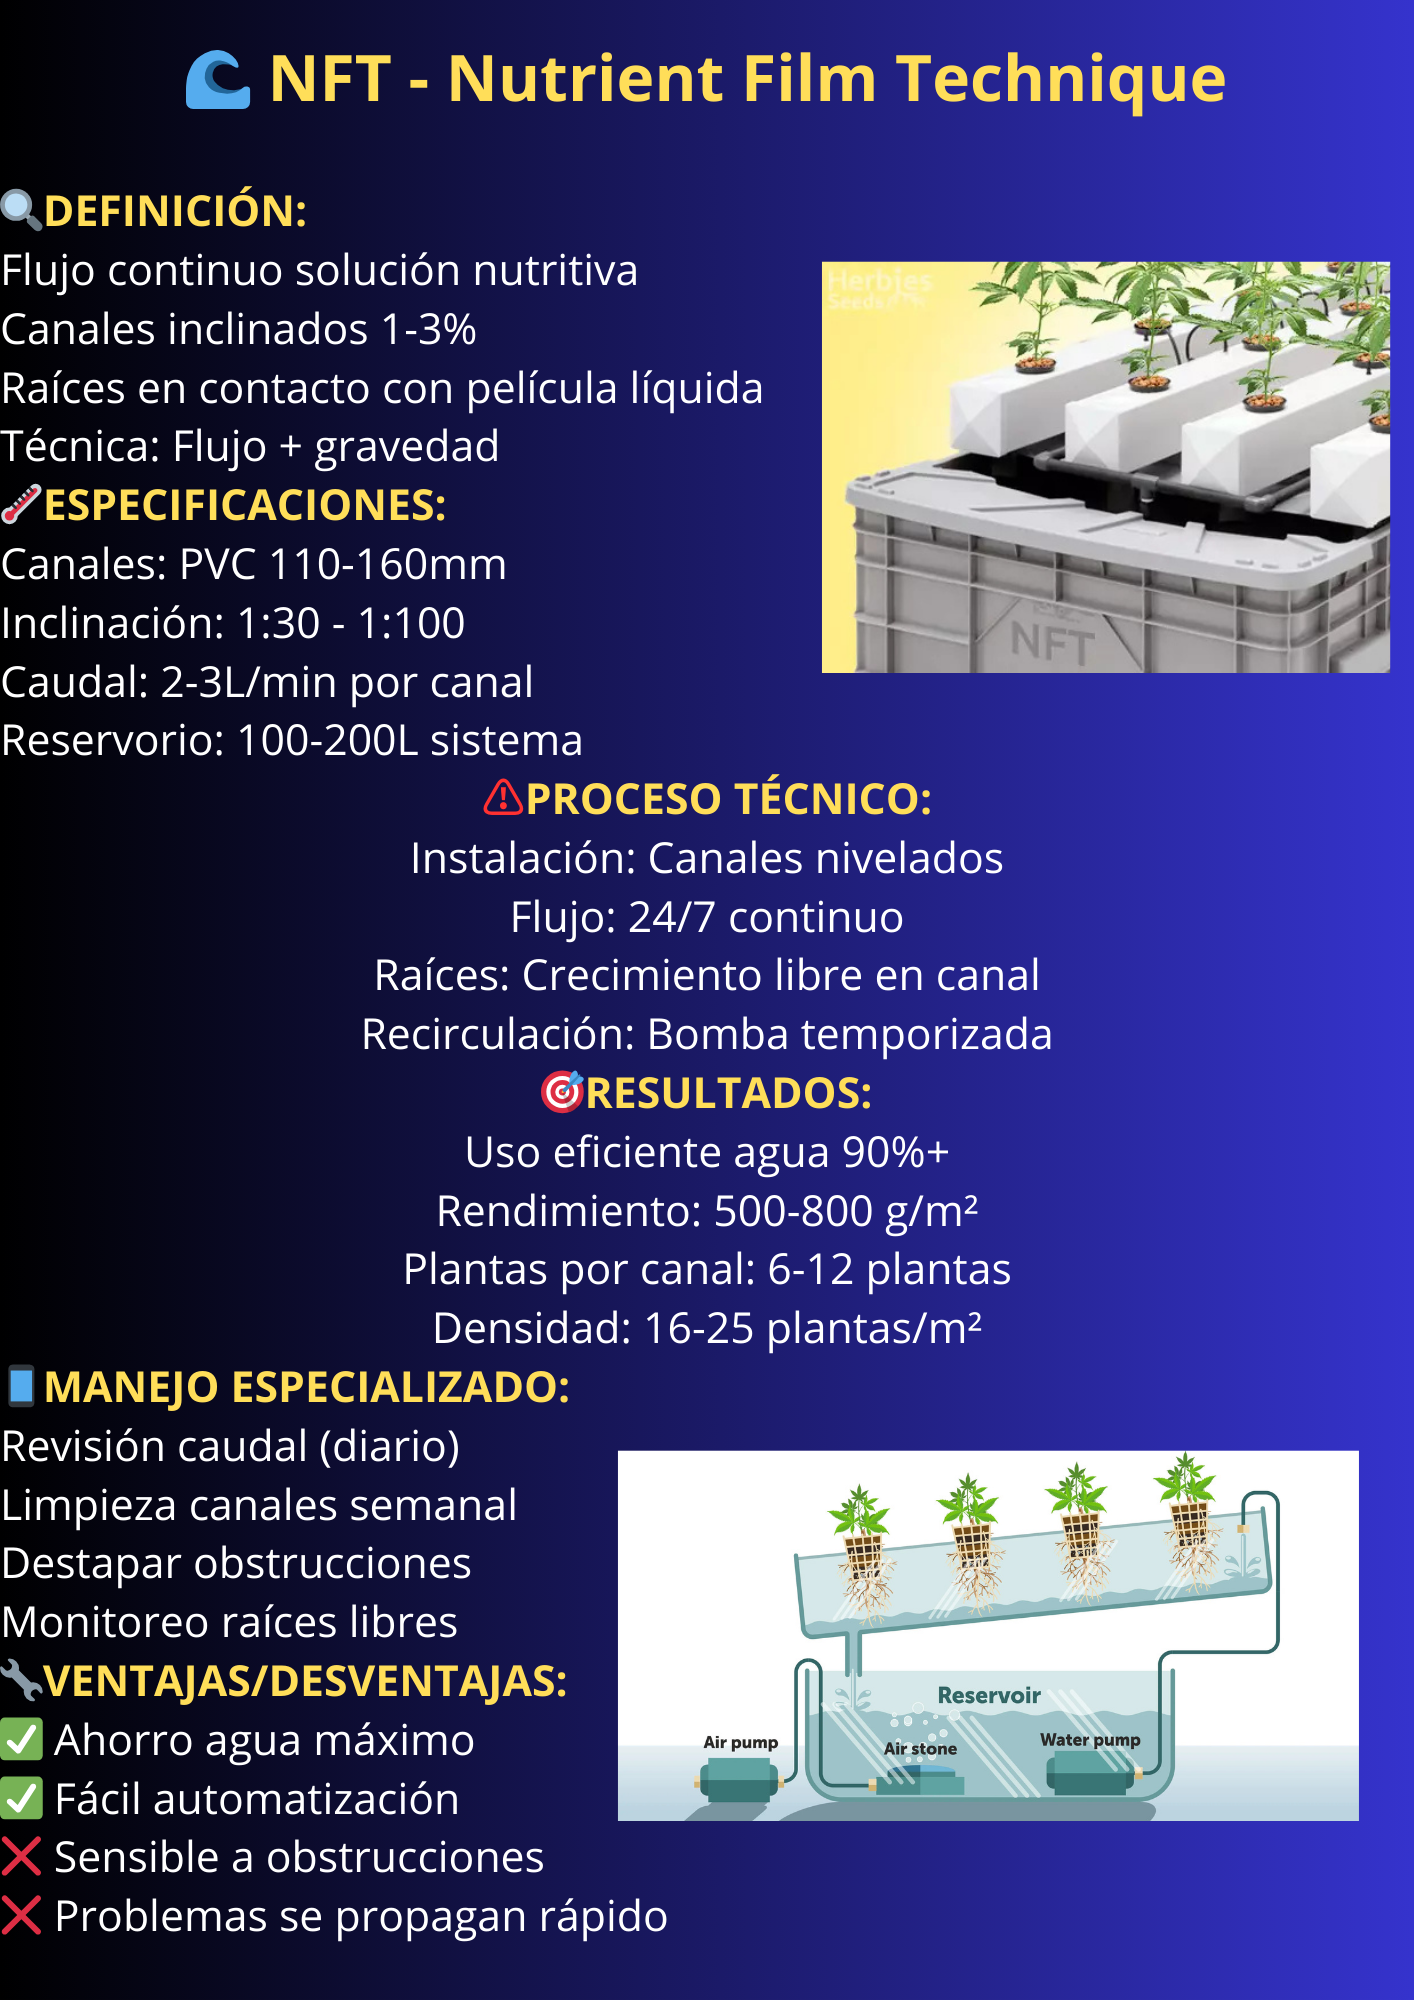 NFT - Nutrient Film Technique
DEFINICIÓN:
Flujo continuo solución nutritiva
Canales inclinados 1-3%
Raíces en contacto con película líquida
Técnica: Flujo + gravedad
Herbies
Seeds
NFT
ESPECIFICACIONES:
Canales: PVC 110-160mm
Inclinación: 1:30 - 1:100
Caudal: 2-3L/min por canal
Reservorio: 100-200L sistema
PROCESO TÉCNICO:
Instalación: Canales nivelados
Flujo: 24/7 continuo
Raíces: Crecimiento libre en canal
Recirculación: Bomba temporizada
RESULTADOS:
Uso eficiente agua 90%+
Rendimiento: 500-800 g/m²
Plantas por canal: 6-12 plantas
Densidad: 16-25 plantas/m²
MANEJO ESPECIALIZADO:
Revisión caudal (diario)
Limpieza canales semanal
Destapar obstrucciones
Monitoreo raíces libres
VENTAJAS/DESVENTAJAS:
✅ Ahorro agua máximo
✅ Fácil automatización
❌ Sensible a obstrucciones
❌ Problemas se propagan rápido
Reservoir
Air pump
Air stone
Water pump